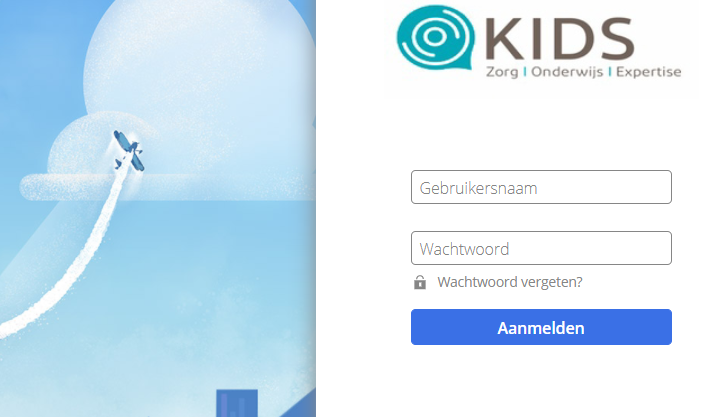 KIDS
Zorg | Onderwijs | Expertise
Gebruikersnaam
Wachtwoord
Wachtwoord vergeten?
Aanmelden